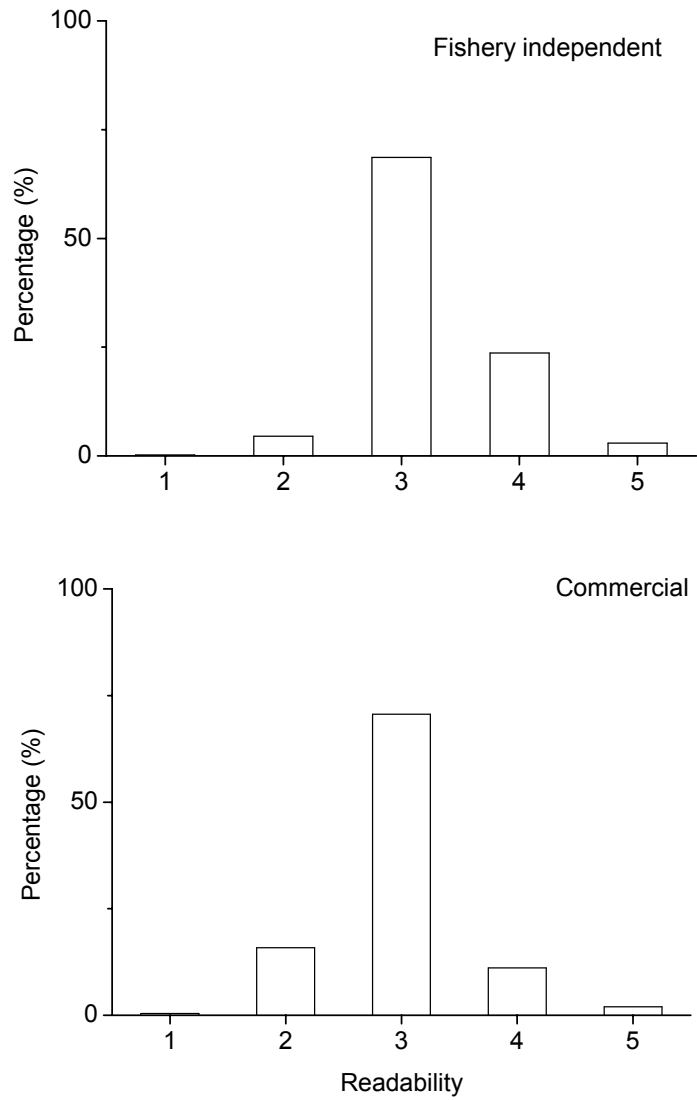 100
Fishery independent
Percentage (%)
50
0
1 2 3 4 5
100
Commercial
Percentage (%)
50
0
1 2 3 4 5
Readability